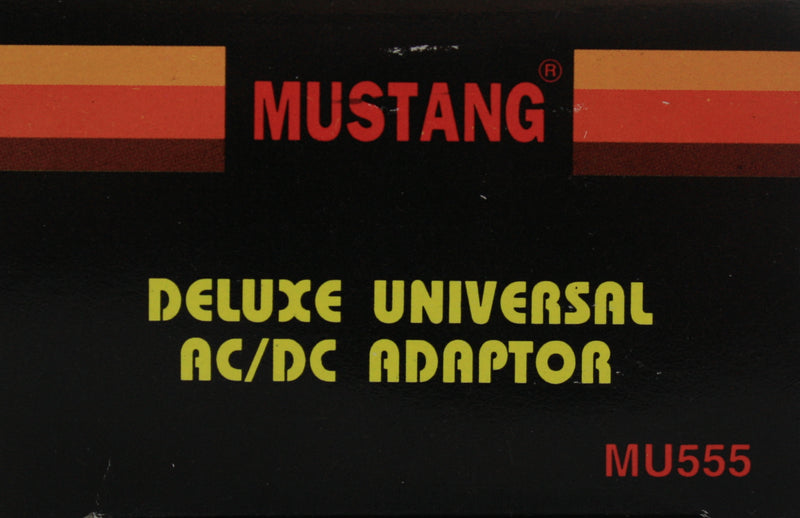 MUSTANG®
DELUXE UNIVERSAL
AC/DC ADAPTOR
MU555